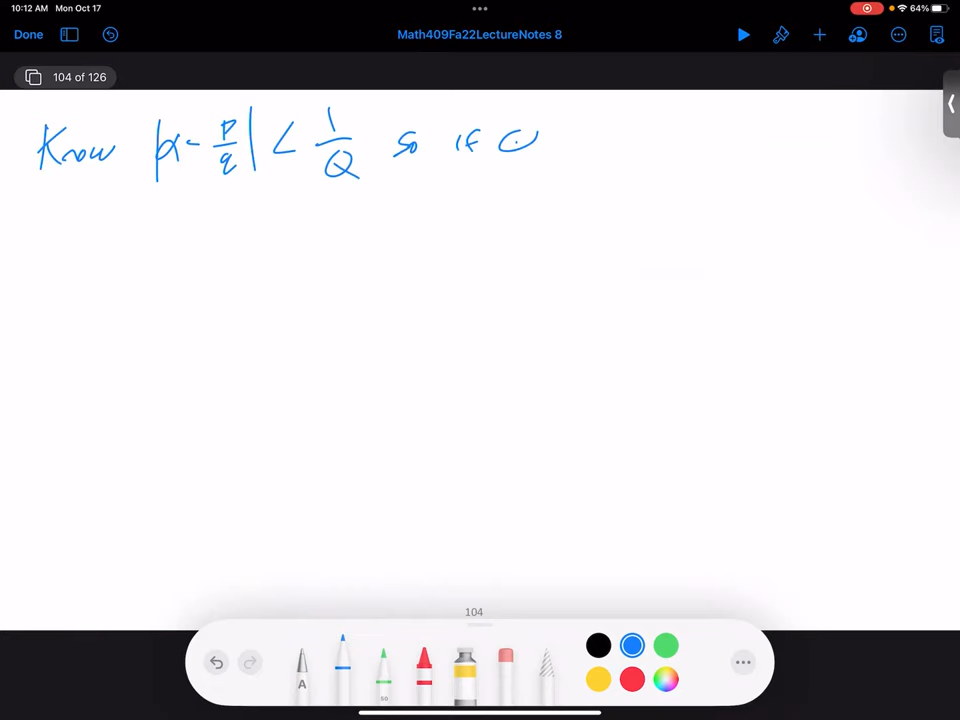 10:12 AM Mon Oct 17
64%
Done
Math409Fa22LectureNotes 8
104 of 126
Know |α - p/q| < 1/Q so if
104
A
50